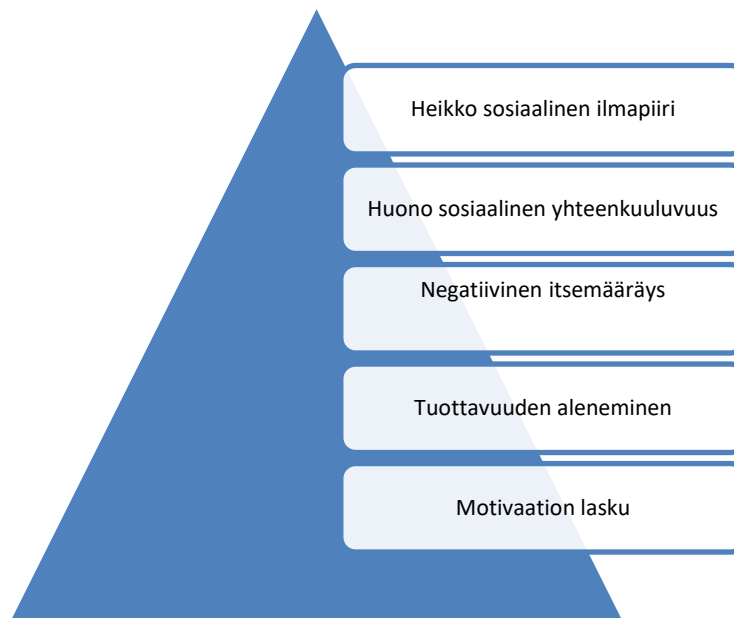 Heikko sosiaalinen ilmapiiri
Huono sosiaalinen yhteenkuuluvuus
Negatiivinen itsemääräys
Tuottavuuden aleneminen
Motivaation lasku